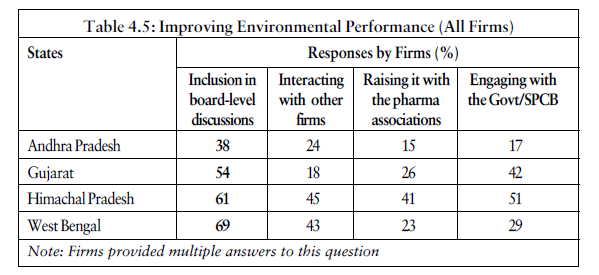 Table 4.5: Improving Environmental Performance (All Firms)
States Responses by Firms (%)
Inclusion in board-level discussions Interacting with other firms Raising it with the pharma associations Engaging with the Govt/SPCB
Andhra Pradesh 38 24 15 17
Gujarat 54 18 26 42
Himachal Pradesh 61 45 41 51
West Bengal 69 43 23 29
Note: Firms provided multiple answers to this question